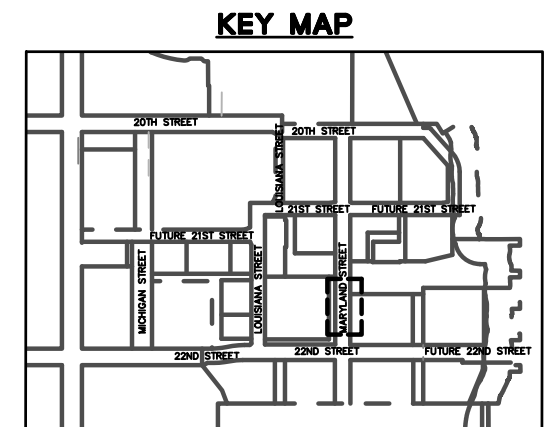 KEY MAP
20TH STREET
20TH STREET
LOUISIANA STREET
21ST STREET
FUTURE 21ST STREET
FUTURE 21ST STREET
MICHIGAN STREET
LOUISIANA STREET
MARYLAND STREET
22ND STREET
22ND STREET
FUTURE 22ND STREET